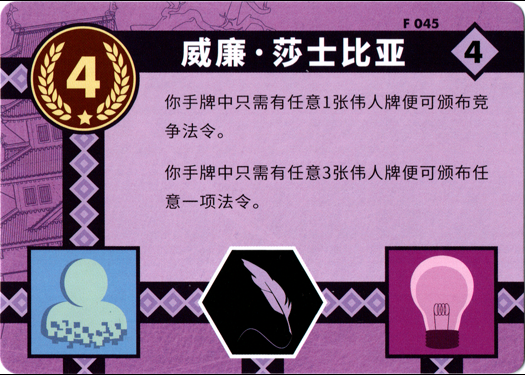 F 045
4
威廉·莎士比亚
4
你手牌中只需有任意1张伟人牌便可颁布竞
争法令。
你手牌中只需有任意3张伟人牌便可颁布任
意一项法令。